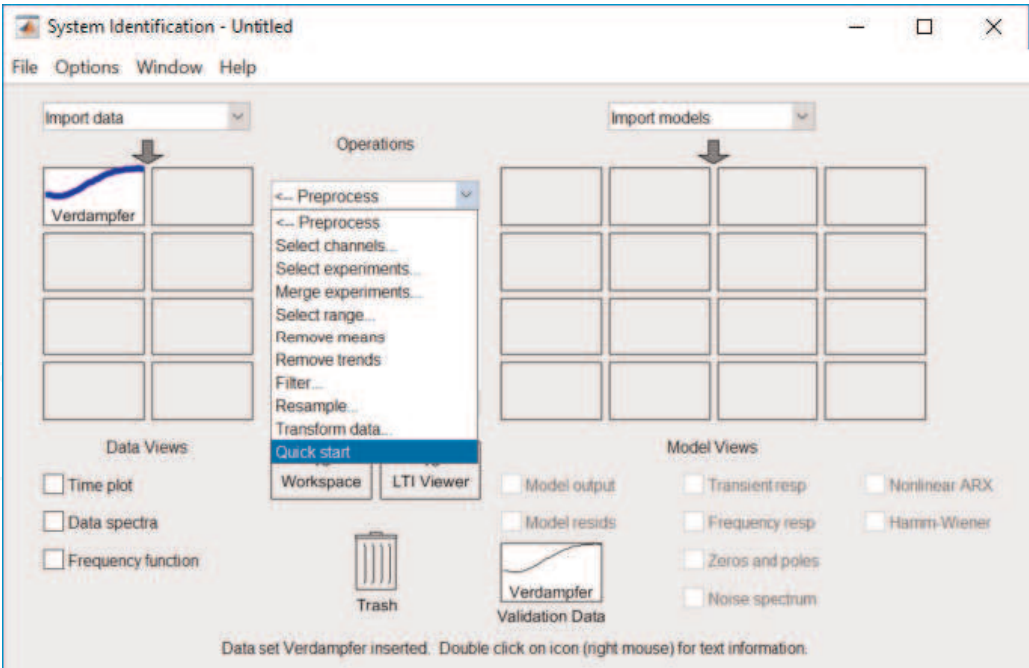 System Identification - Untitled
File Options Window Help
Import data
Import models
Operations
<-- Preprocess
Verdampfer
<-- Preprocess
Select channels...
Select experiments...
Merge experiments...
Select range...
Remove means
Remove trends
Filter...
Resample...
Transform data...
Quick start
Data Views
Model Views
Workspace
LTI Viewer
Time plot
Data spectra
Frequency function
Model output
Transient resp
Nonlinear ARX
Model resids
Frequency resp
Hamm-Wiener
Zeros and poles
Noise spectrum
Trash
Verdampfer
Validation Data
Data set Verdampfer inserted. Double click on icon (right mouse) for text information.